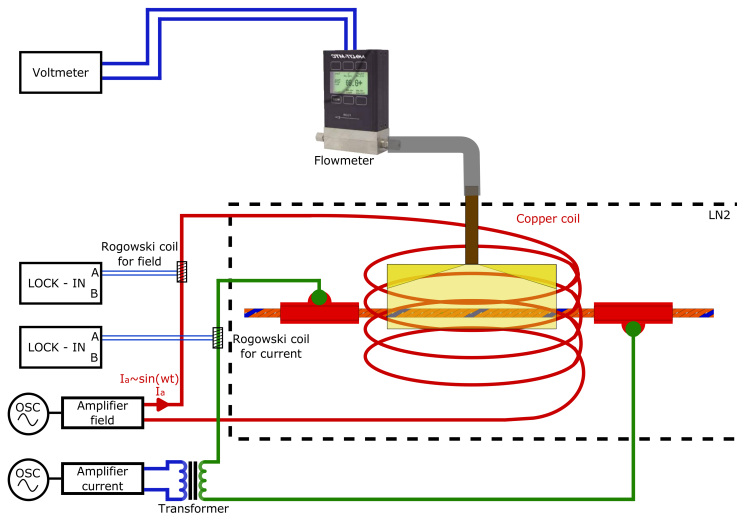 Voltmeter
Flowmeter
LN2
Copper coil
Rogowski coil
for field
LOCK - IN
A
B
LOCK - IN
A
B
Rogowski coil
for current
Ia~sin(wt)
Ia
OSC
Amplifier
field
OSC
Amplifier
current
Transformer